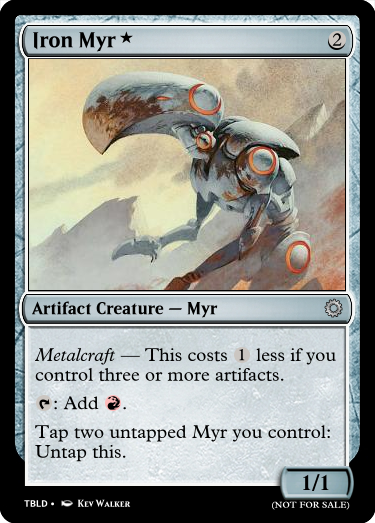 Iron Myr ★ 2
Artifact Creature — Myr
Metalcraft — This costs 1 less if you
control three or more artifacts.
: Add .
Tap two untapped Myr you control:
Untap this.
1/1
TBLD • Kev Walker
(NOT FOR SALE)